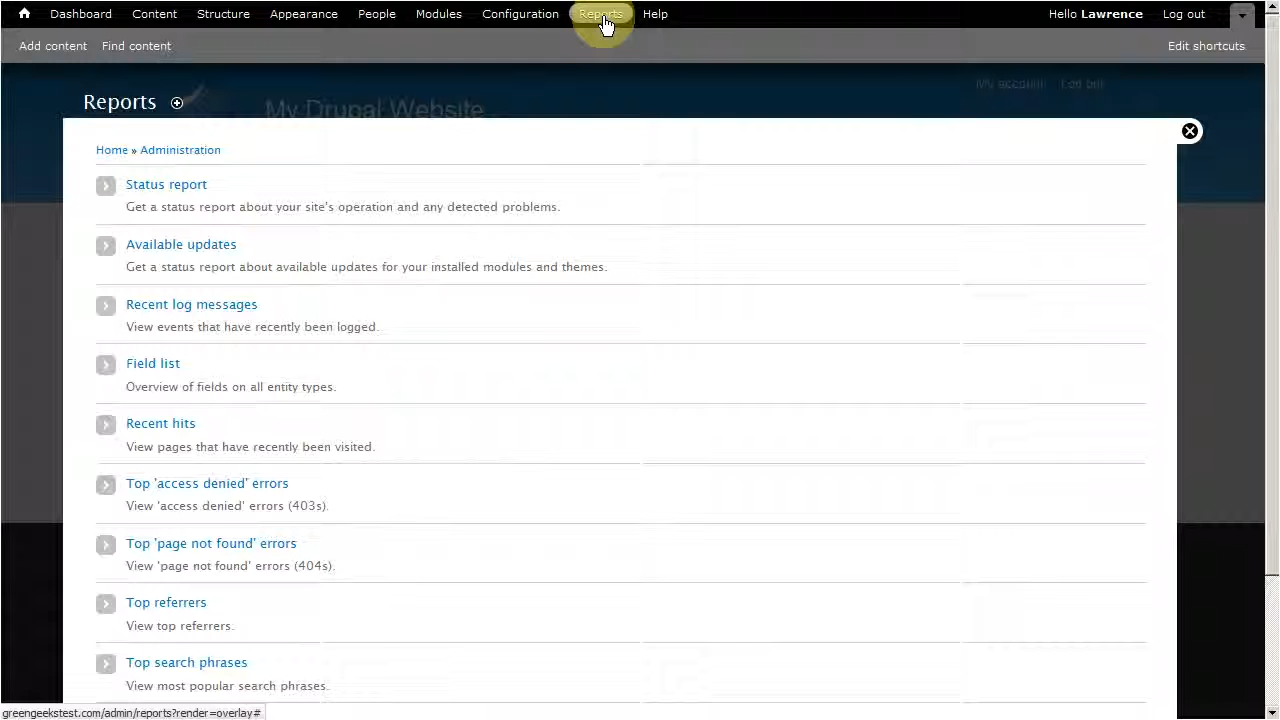 Dashboard Content Structure Appearance People Modules Configuration Reports Help Hello Lawrence Log out
Add content Find content Edit shortcuts
My account Log out
Reports
My Drupal Website
Home » Administration
Status report
Get a status report about your site's operation and any detected problems.
Available updates
Get a status report about available updates for your installed modules and themes.
Recent log messages
View events that have recently been logged.
Field list
Overview of fields on all entity types.
Recent hits
View pages that have recently been visited.
Top 'access denied' errors
View 'access denied' errors (403s).
Top 'page not found' errors
View 'page not found' errors (404s).
Top referrers
View top referrers.
Top search phrases
View most popular search phrases.
greengeekstest.com/admin/reports?render=overlay#